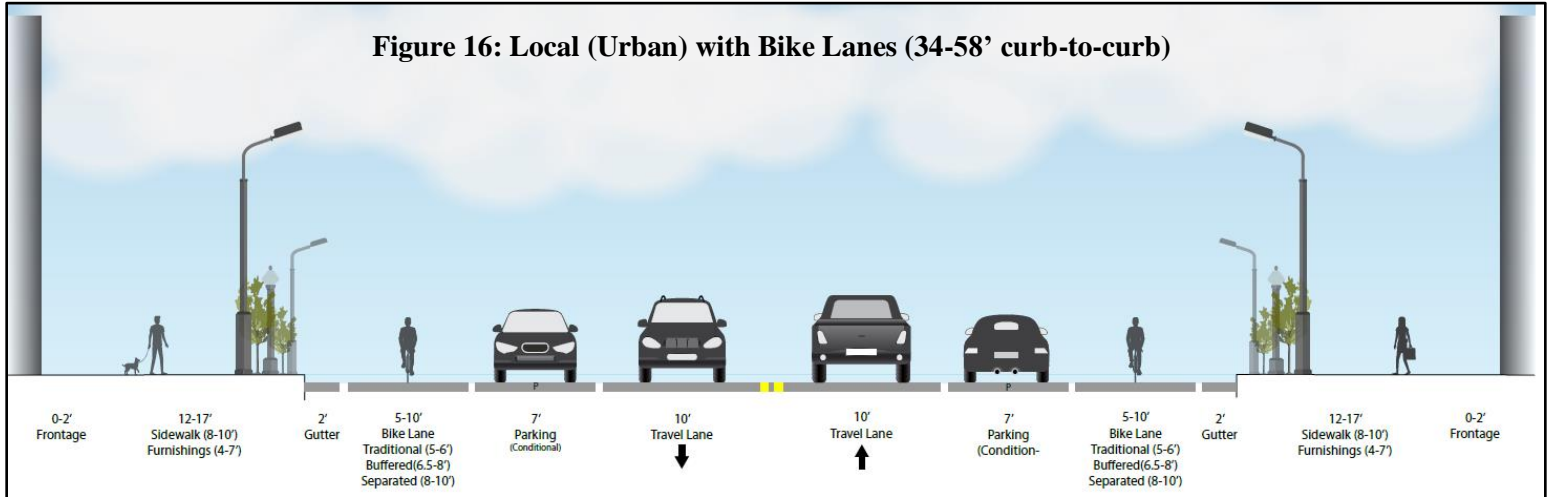 Figure 16: Local (Urban) with Bike Lanes (34-58’ curb-to-curb)
P
P
0-2’
Frontage
12-17’
Sidewalk (8-10’)
Furnishings (4-7’)
2’
Gutter
5-10’
Bike Lane
Traditional (5-6’)
Buffered(6.5-8’)
Separated (8-10’)
7’
Parking
(Conditional)
10’
Travel Lane
10’
Travel Lane
7’
Parking
(Condition-
5-10’
Bike Lane
Traditional (5-6’)
Buffered(6.5-8’)
Separated (8-10’)
2’
Gutter
12-17’
Sidewalk (8-10’)
Furnishings (4-7’)
0-2’
Frontage